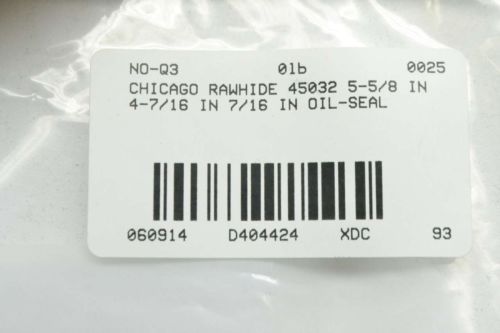 NO-Q3 01b 0025
CHICAGO RAWHIDE 45032 5-5/8 IN
4-7/16 IN 7/16 IN OIL-SEAL
060914 D404424 XDC 93